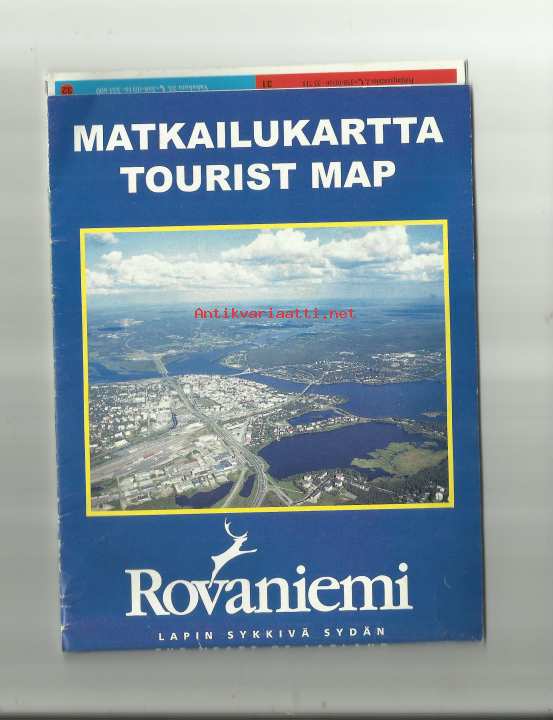 MATKAILUKARTTA
TOURIST MAP
Antikvariaatti.net
Rovaniemi
LAPIN SYKKIVÄ SYDÄN